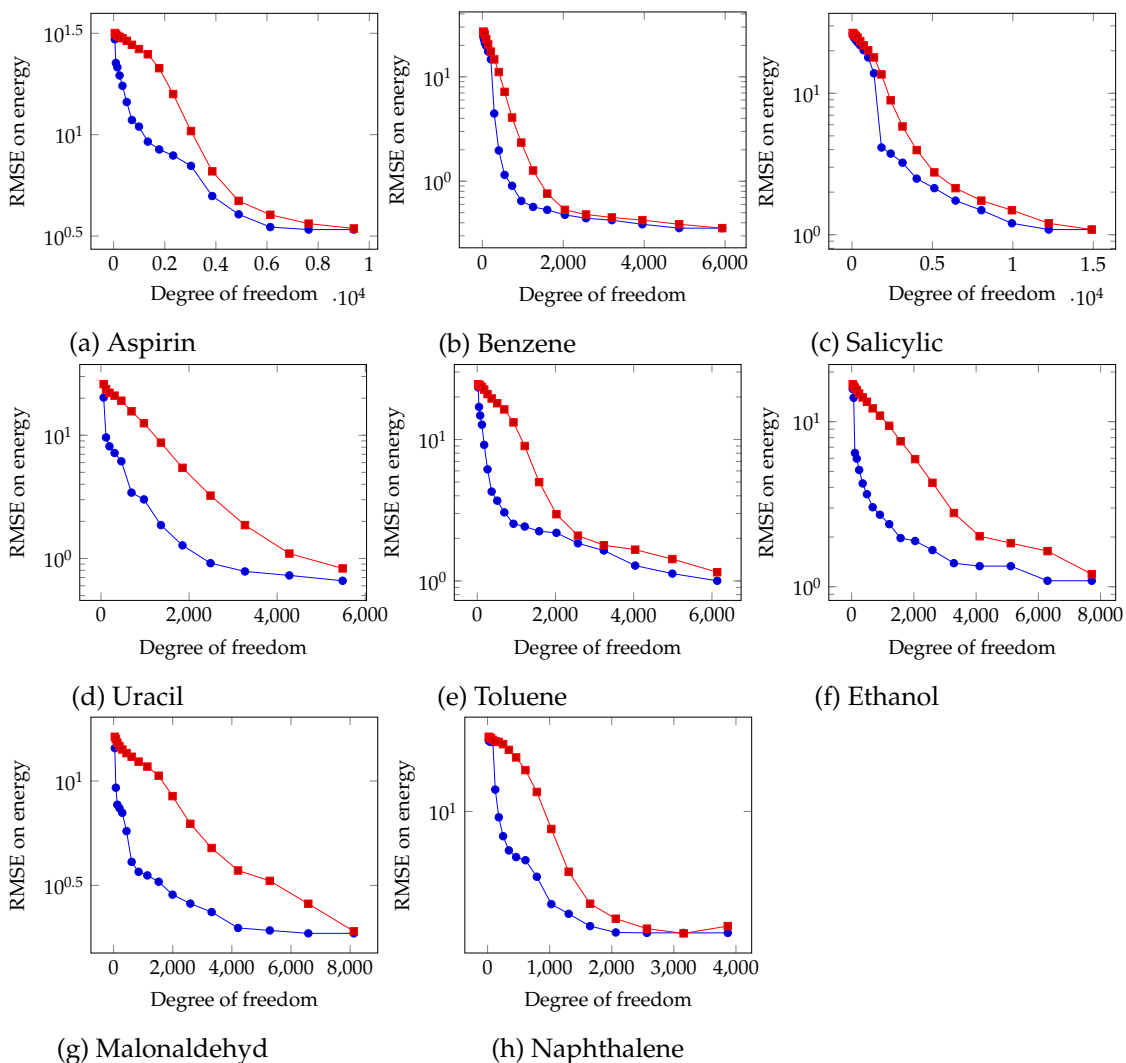 10^1.5
10^1
10^0.5
RMSE on energy
0 0.2 0.4 0.6 0.8 1
Degree of freedom ·10^4
(a) Aspirin
10^1
10^0
RMSE on energy
0 2,000 4,000 6,000
Degree of freedom
(b) Benzene
10^1
10^0
RMSE on energy
0 0.5 1 1.5
Degree of freedom ·10^4
(c) Salicylic
10^1
10^0
RMSE on energy
0 2,000 4,000 6,000
Degree of freedom
(d) Uracil
10^1
10^0
RMSE on energy
0 2,000 4,000 6,000
Degree of freedom
(e) Toluene
10^1
10^0
RMSE on energy
0 2,000 4,000 6,000 8,000
Degree of freedom
(f) Ethanol
10^1
10^0.5
RMSE on energy
0 2,000 4,000 6,000 8,000
Degree of freedom
(g) Malonaldehyd
10^1
RMSE on energy
0 1,000 2,000 3,000 4,000
Degree of freedom
(h) Naphthalene